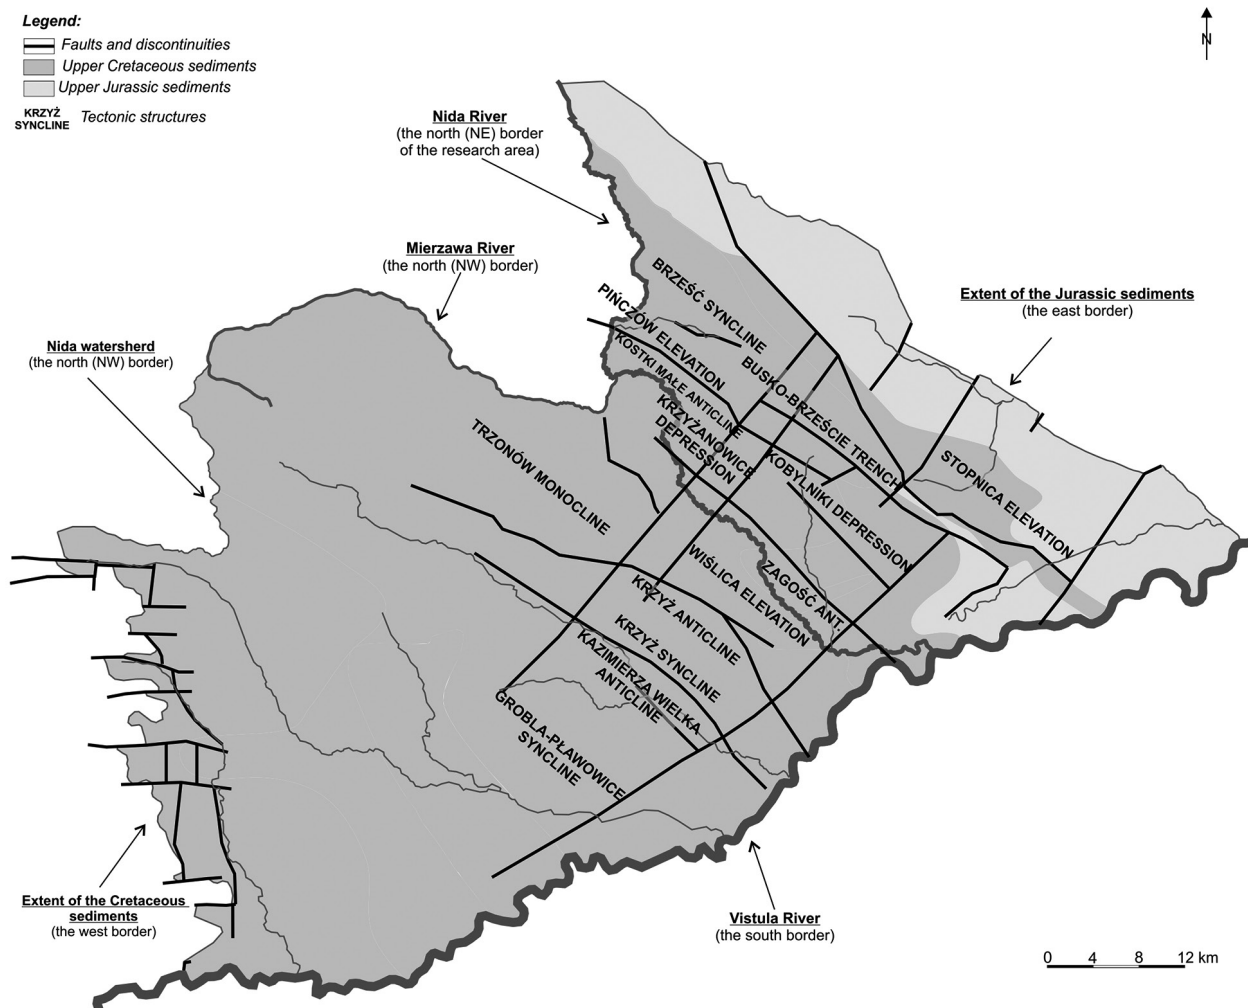 Legend:
Faults and discontinuities
Upper Cretaceous sediments
Upper Jurassic sediments
KRZYŻ
SYNCLINE
Tectonic structures
N
Nida River
(the north (NE) border
of the research area)
Mierzawa River
(the north (NW) border)
Nida watersherd
(the north (NW) border)
Extent of the Jurassic sediments
(the east border)
BRZEŚĆ SYNCLINE
PIŃCZÓW ELEVATION
KOSTKI MAŁE ANTICLINE
BUSKO-BRZEŚCIE TRENCH
KRZYŻANOWICE
DEPRESSION
KOBYLNIKI DEPRESSION
STOPNICA ELEVATION
TRZONÓW MONOCLINE
WIŚLICA ELEVATION
ZAGOŚĆ ANT.
KRZYŻ ANTICLINE
KRZYŻ SYNCLINE
KAZIMIERZA WIELKA
ANTICLINE
GROBLA-PŁAWOWICE
SYNCLINE
Extent of the Cretaceous
sediments
(the west border)
Vistula River
(the south border)
0 4 8 12 km